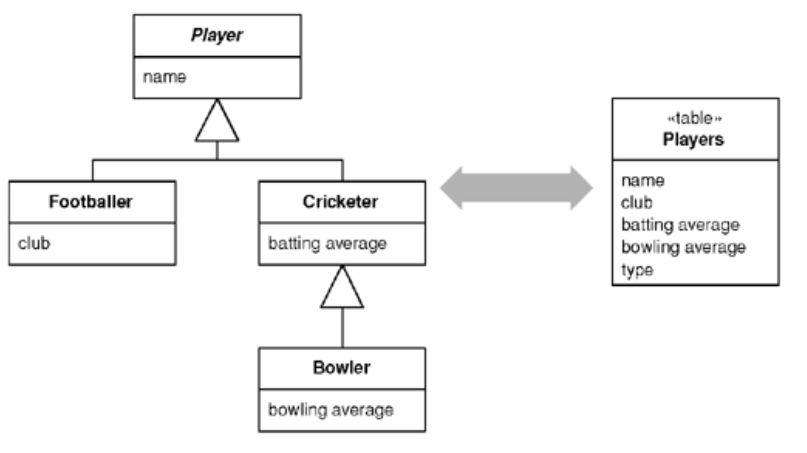 Player
name
Footballer
club
Cricketer
batting average
Bowler
bowling average
«table»
Players
name
club
batting average
bowling average
type